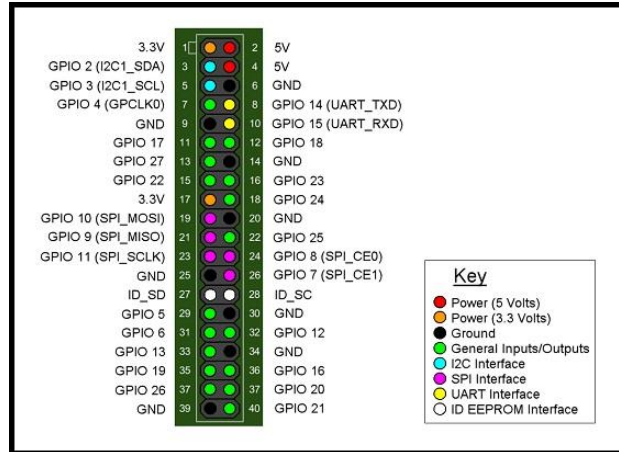 3.3V 1 2 5V
GPIO 2 (I2C1_SDA) 3 4 5V
GPIO 3 (I2C1_SCL) 5 6 GND
GPIO 4 (GPCLK0) 7 8 GPIO 14 (UART_TXD)
GND 9 10 GPIO 15 (UART_RXD)
GPIO 17 11 12 GPIO 18
GPIO 27 13 14 GND
GPIO 22 15 16 GPIO 23
3.3V 17 18 GPIO 24
GPIO 10 (SPI_MOSI) 19 20 GND
GPIO 9 (SPI_MISO) 21 22 GPIO 25
GPIO 11 (SPI_SCLK) 23 24 GPIO 8 (SPI_CE0)
GND 25 26 GPIO 7 (SPI_CE1)
ID_SD 27 28 ID_SC
GPIO 5 29 30 GND
GPIO 6 31 32 GPIO 12
GPIO 13 33 34 GND
GPIO 19 35 36 GPIO 16
GPIO 26 37 37 GPIO 20
GND 39 40 GPIO 21
Key
Power (5 Volts)
Power (3.3 Volts)
Ground
General Inputs/Outputs
I2C Interface
SPI Interface
UART Interface
ID EEPROM Interface